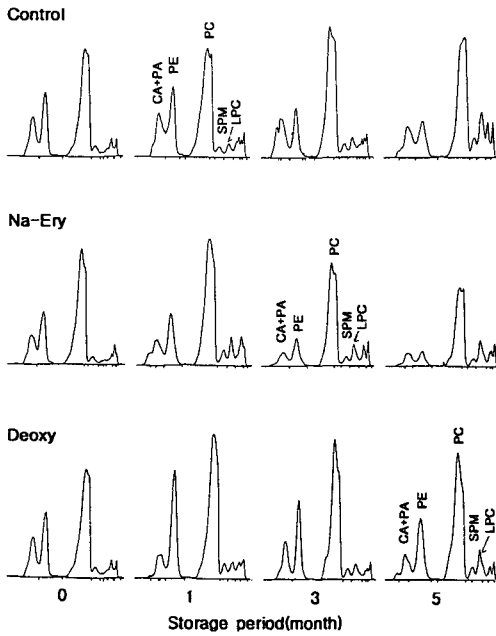 Control
CA+PA
PE
PC
SPM
LPC
Na-Ery
CA+PA
PE
PC
SPM
LPC
Deoxy
CA+PA
PE
PC
SPM
LPC
0 1 3 5
Storage period(month)